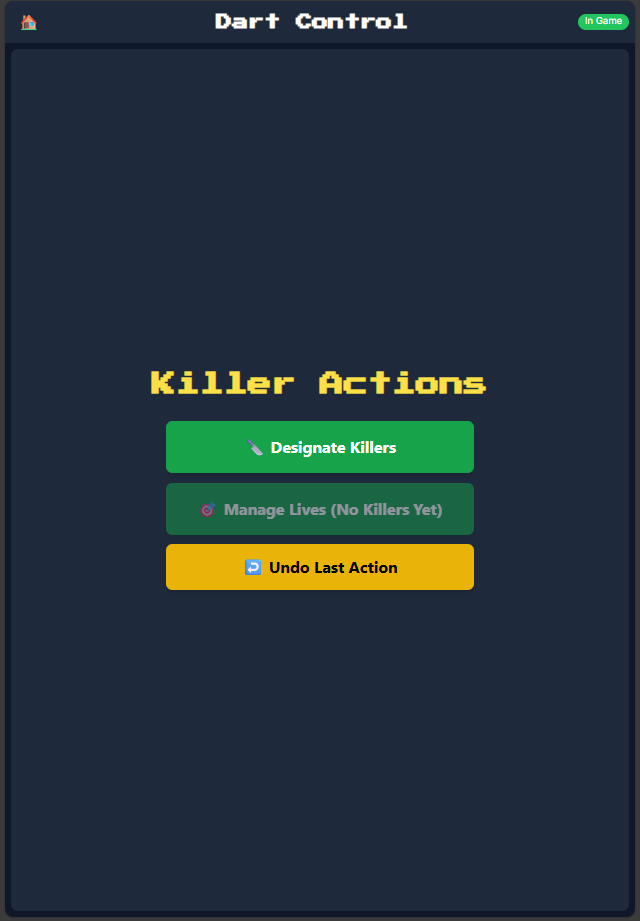 Dart Control
In Game
Killer Actions
Designate Killers
Manage Lives (No Killers Yet)
Undo Last Action